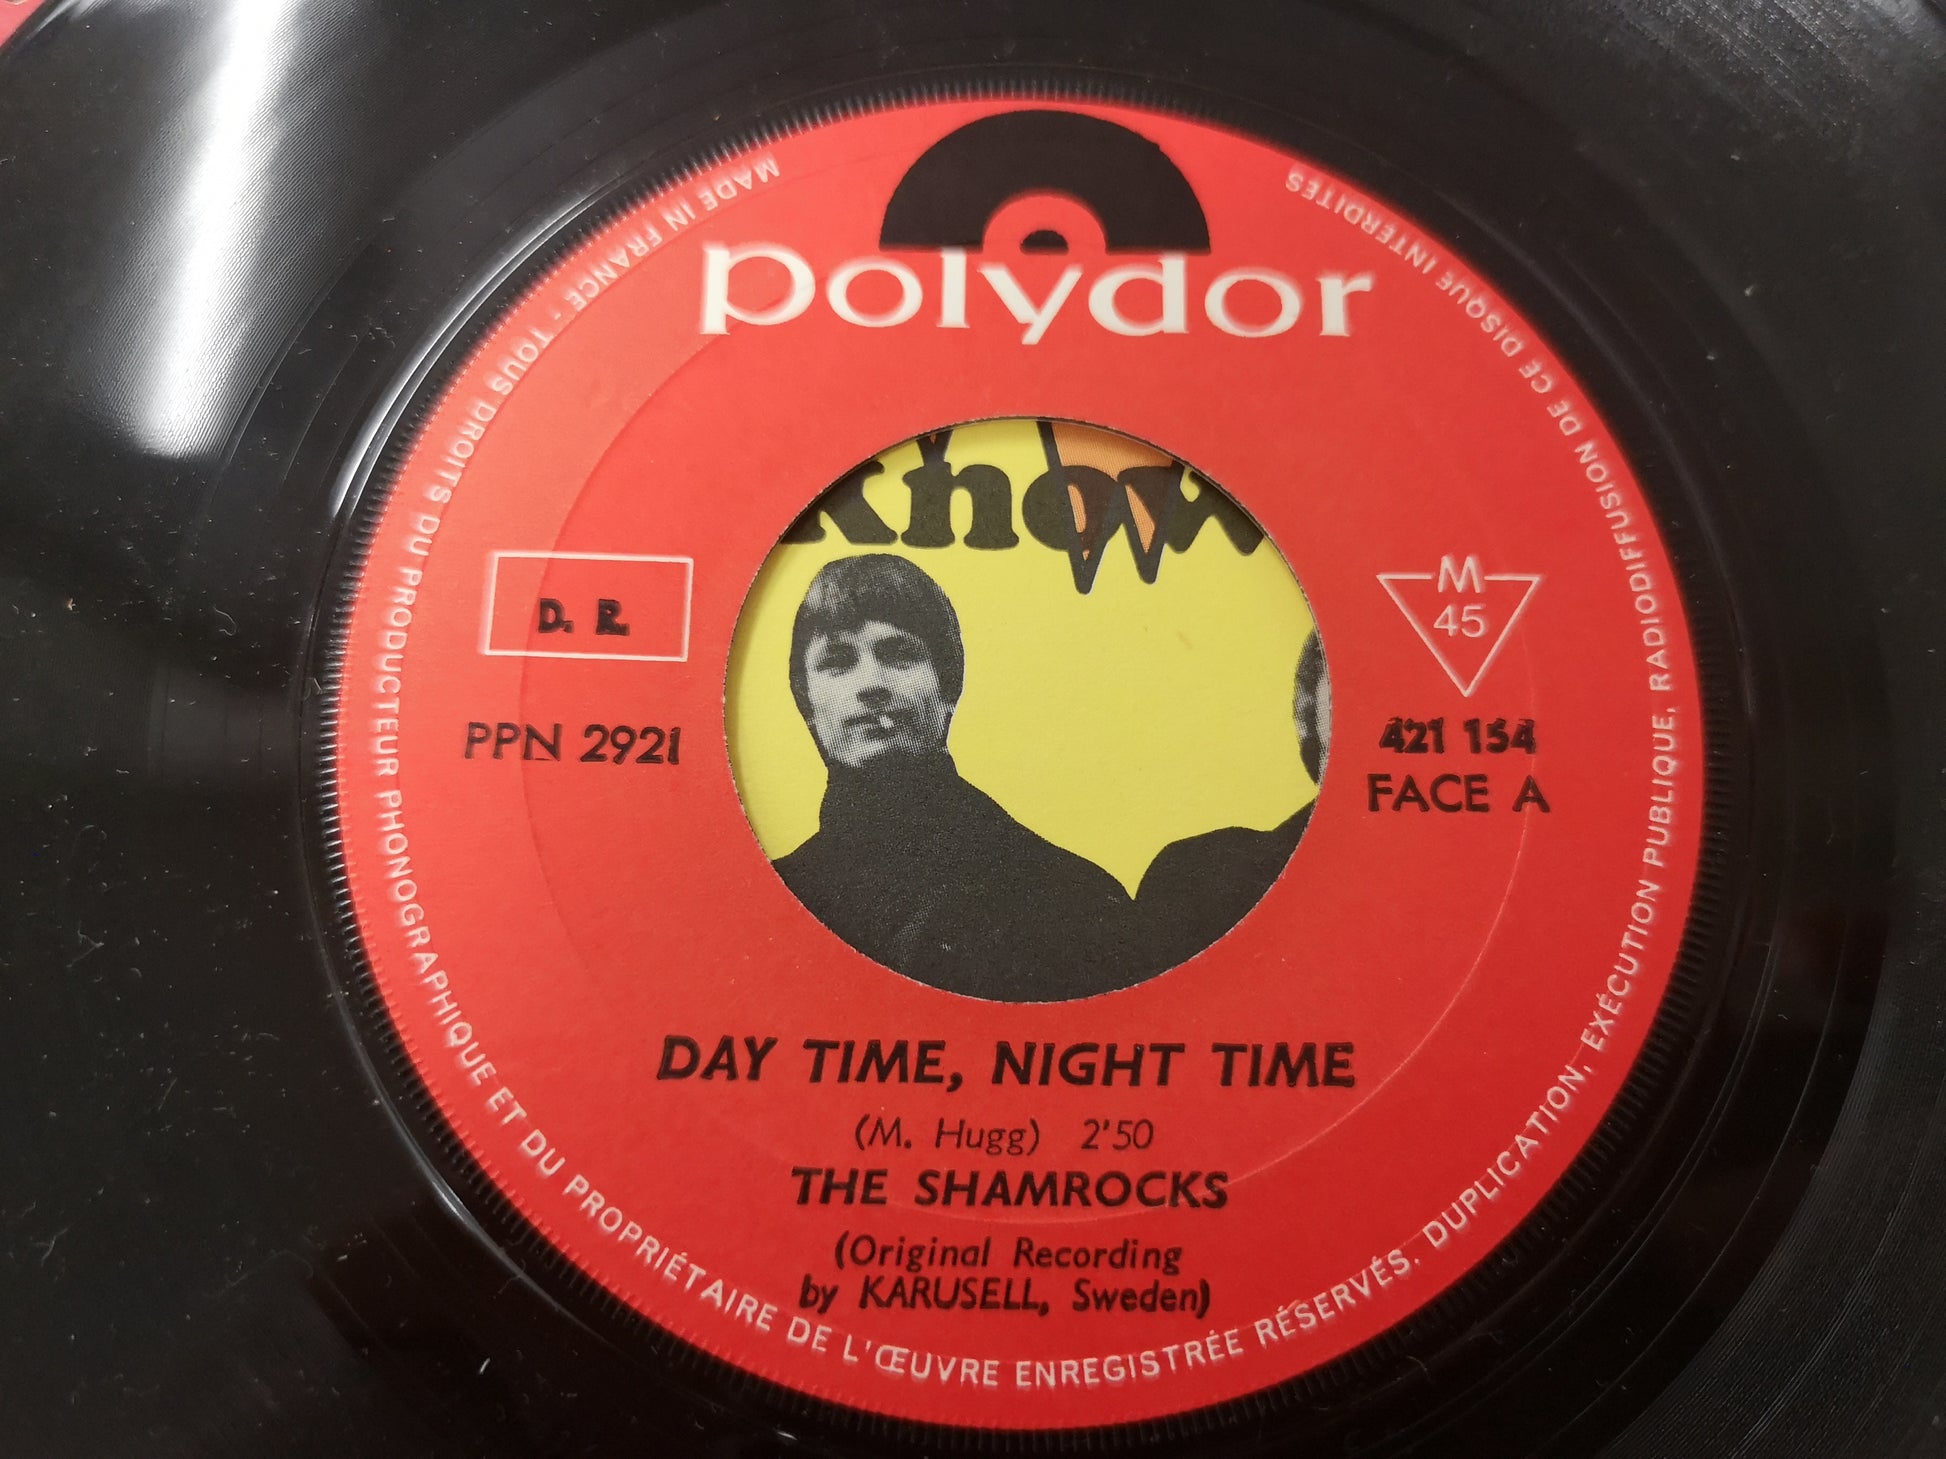 polydor
MADE IN FRANCE - TOUS DROITS DU PRODUCTEUR PHONOGRAPHIQUE ET DU PROPRIÉTAIRE DE L'ŒUVRE ENREGISTRÉE RÉSERVÉS. DUPLICATION, EXÉCUTION PUBLIQUE, RADIODIFFUSION DE CE DISQUE INTERDITES
know
D. R.
M
45
PPN 2921
421 154
FACE A
DAY TIME, NIGHT TIME
(M. Hugg) 2'50
THE SHAMROCKS
(Original Recording
by KARUSELL, Sweden)